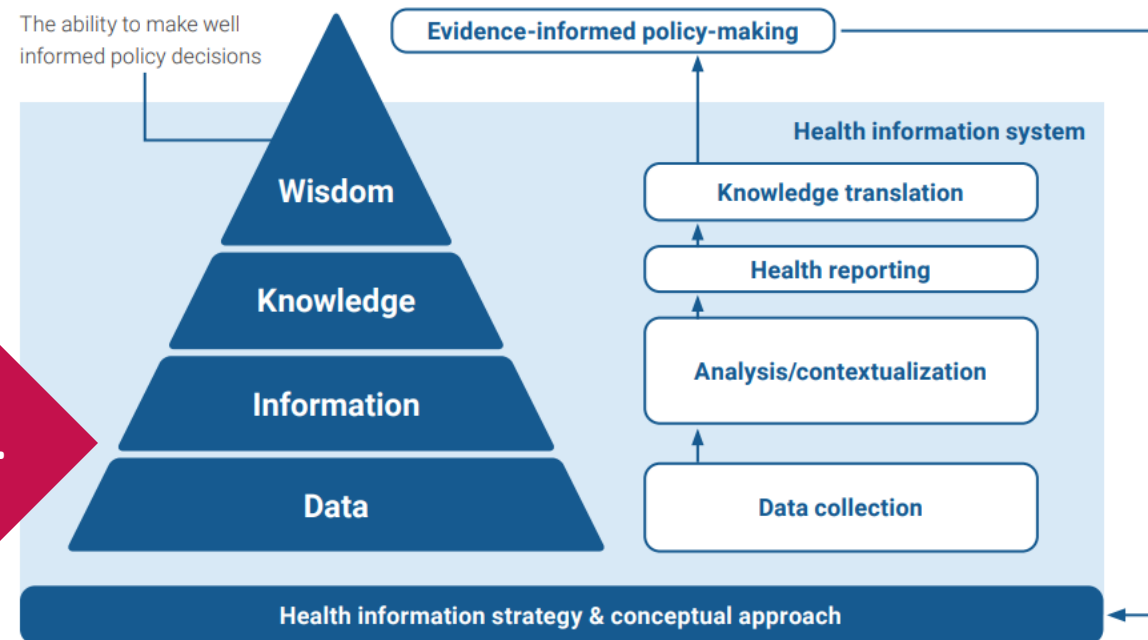 The ability to make well
informed policy decisions
Evidence-informed policy-making
Health information system
Wisdom
Knowledge translation
Knowledge
Health reporting
Information
Analysis/contextualization
Data
Data collection
Health information strategy & conceptual approach